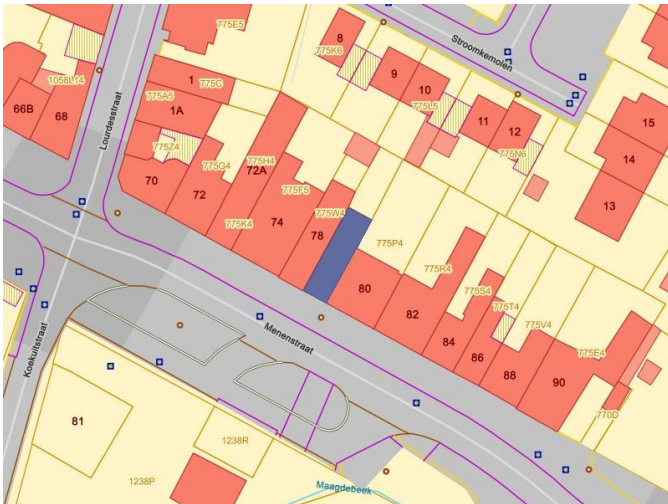 775E5
8
775K6
Stroomkemolen
1058L14
1
775C
9
10
775A5
1A
775L5
66B
68
Lourdesstraat
11
12
15
775Z4
775G4
72A
775H4
775N6
14
70
72
775F5
13
775W4
74
775K4
78
775P4
775R4
80
775S4
82
775T4
775V4
84
86
88
90
775E4
Menenstraat
Koekuitstraat
770D
81
1238R
1238P
Maagdebeek